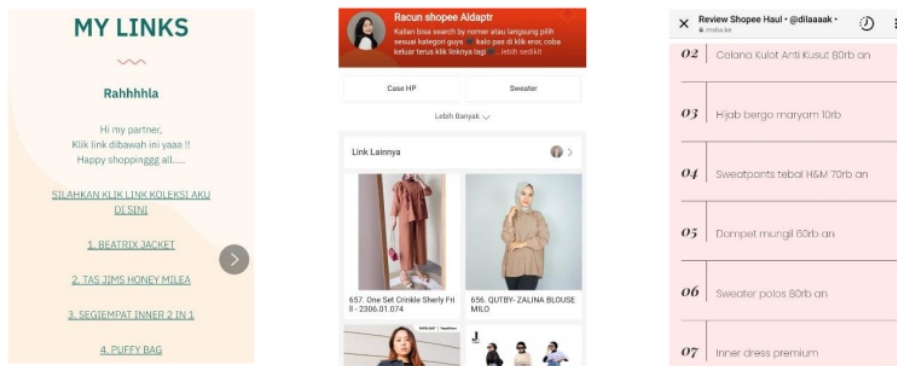 MY LINKS
Rahhhhla
Hi my partner,
Klik link dibawah ini yaaa !!
Happy shoppinggg all.....
SILAHKAN KLIK LINK KOLEKSI AKU
DI SINI
1. BEATRIX JACKET
2. TAS JIMS HONEY MILEA
3. SEGIEMPAT INNER 2 IN 1
4. PUFFY BAG
Racun shopee Aldaptr
Kalian bisa search by nomer atau langsung pilih
sesuai kategori guys kalo pas di klik eror, coba
keluar terus klik linknya lagi ... lebih sedikit
Case HP
Sweater
Lebih Banyak
Link Lainnya
657. One Set Crinkle Sherly Fri
ll - 2306.01.074
656. QUTBY- ZALINA BLOUSE
MILO
J
Review Shopee Haul • @dilaaaak •
msha.ke
02 Celana Kulot Anti Kusut 80rb an
03 Hijab bergo maryam 10rb
04 Sweatpants tebal H&M 70rb an
05 Dompet mungil 60rb an
06 Sweater polos 80rb an
07 Inner dress premium